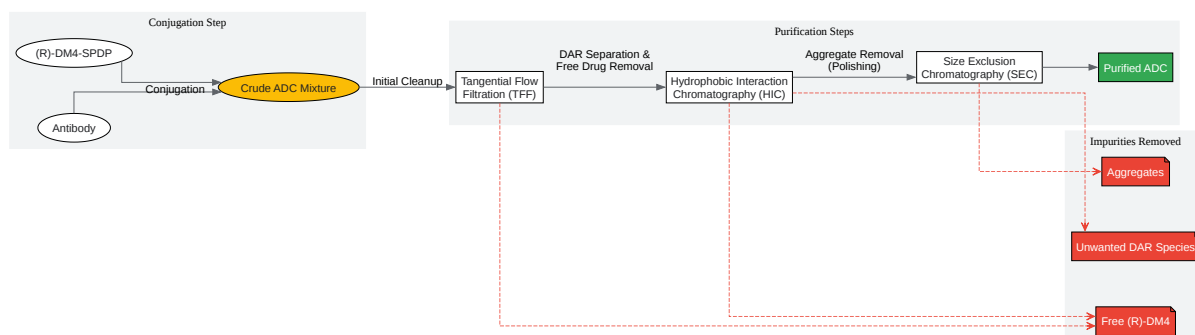 Conjugation Step
(R)-DM4-SPDP
Conjugation
Antibody
Crude ADC Mixture
Initial Cleanup
Purification Steps
Tangential Flow
Filtration (TFF)
DAR Separation &
Free Drug Removal
Hydrophobic Interaction
Chromatography (HIC)
Aggregate Removal
(Polishing)
Size Exclusion
Chromatography (SEC)
Purified ADC
Impurities Removed
Aggregates
Unwanted DAR Species
Free (R)-DM4